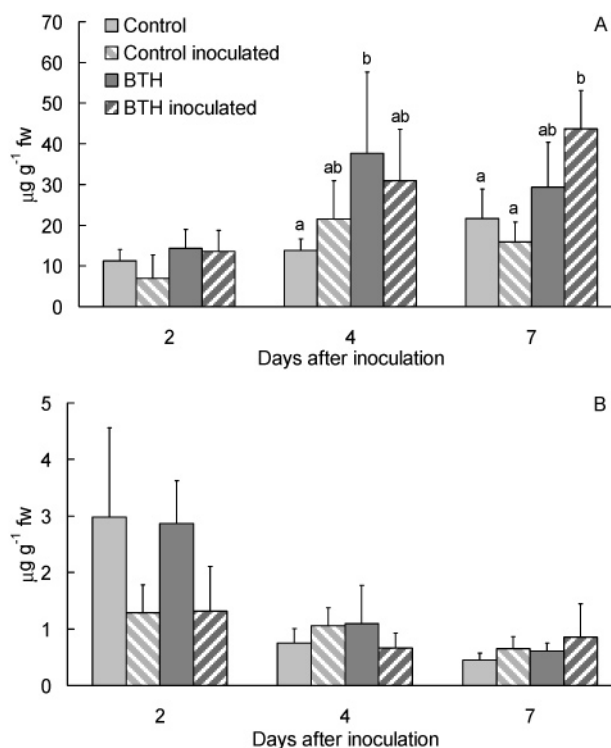 70
60
50
40
30
20
10
0
µg g⁻¹ fw
Control
Control inoculated
BTH
BTH inoculated
A
a
ab
b
ab
a
a
ab
b
2
4
7
Days after inoculation
5
4
3
2
1
0
µg g⁻¹ fw
B
2
4
7
Days after inoculation